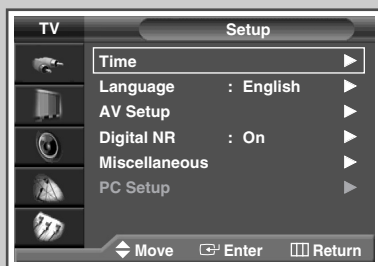 TV Setup
Time
Language : English
AV Setup
Digital NR : On
Miscellaneous
PC Setup
Move Enter Return